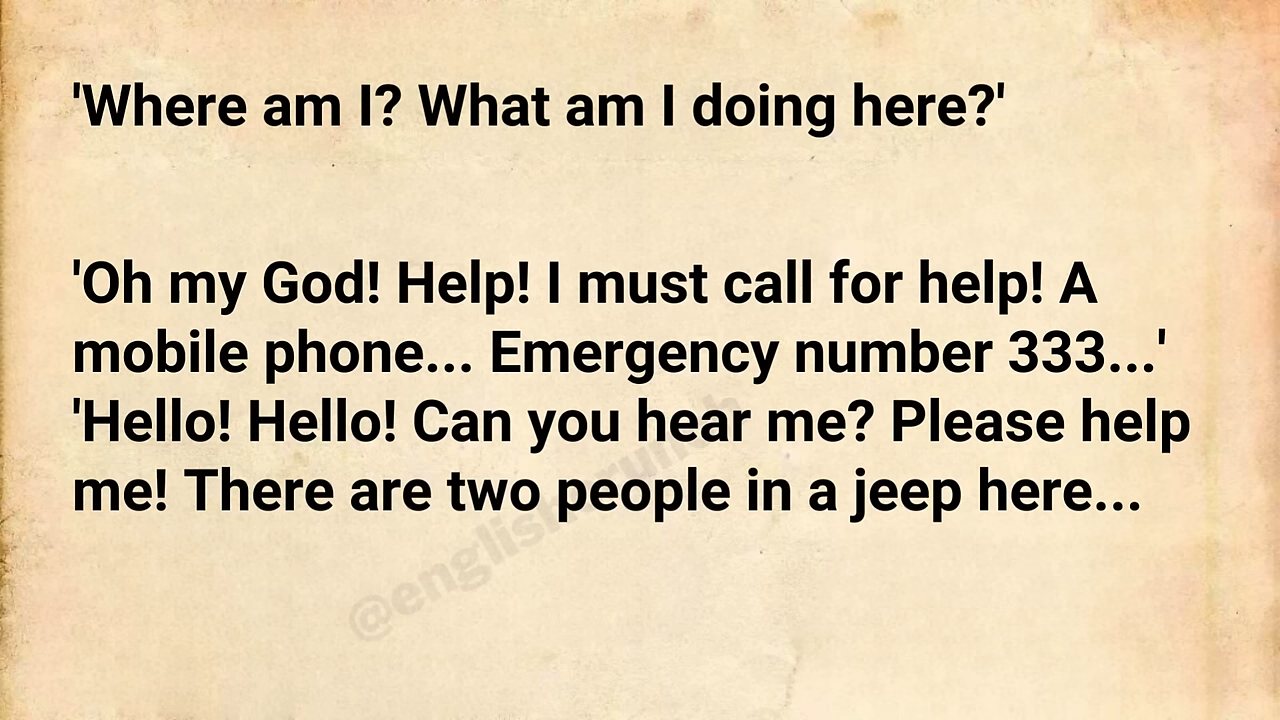 'Where am I? What am I doing here?'
'Oh my God! Help! I must call for help! A
mobile phone... Emergency number 333...'
'Hello! Hello! Can you hear me? Please help
me! There are two people in a jeep here...